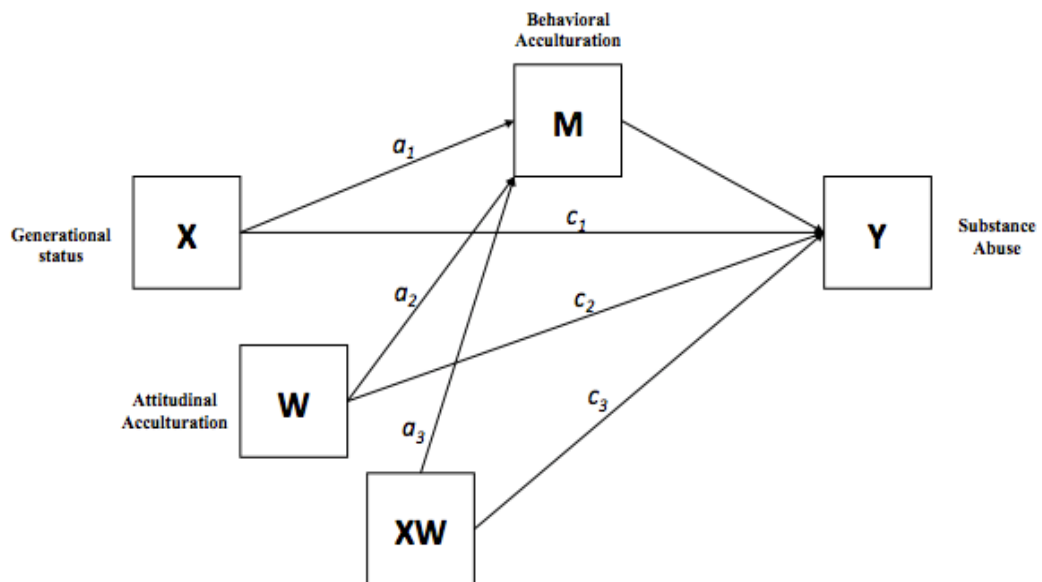 Behavioral
Acculturation
M
a1
X
Generational
status
c1
Y
Substance
Abuse
a2
c2
W
Attitudinal
Acculturation
a3
c3
XW